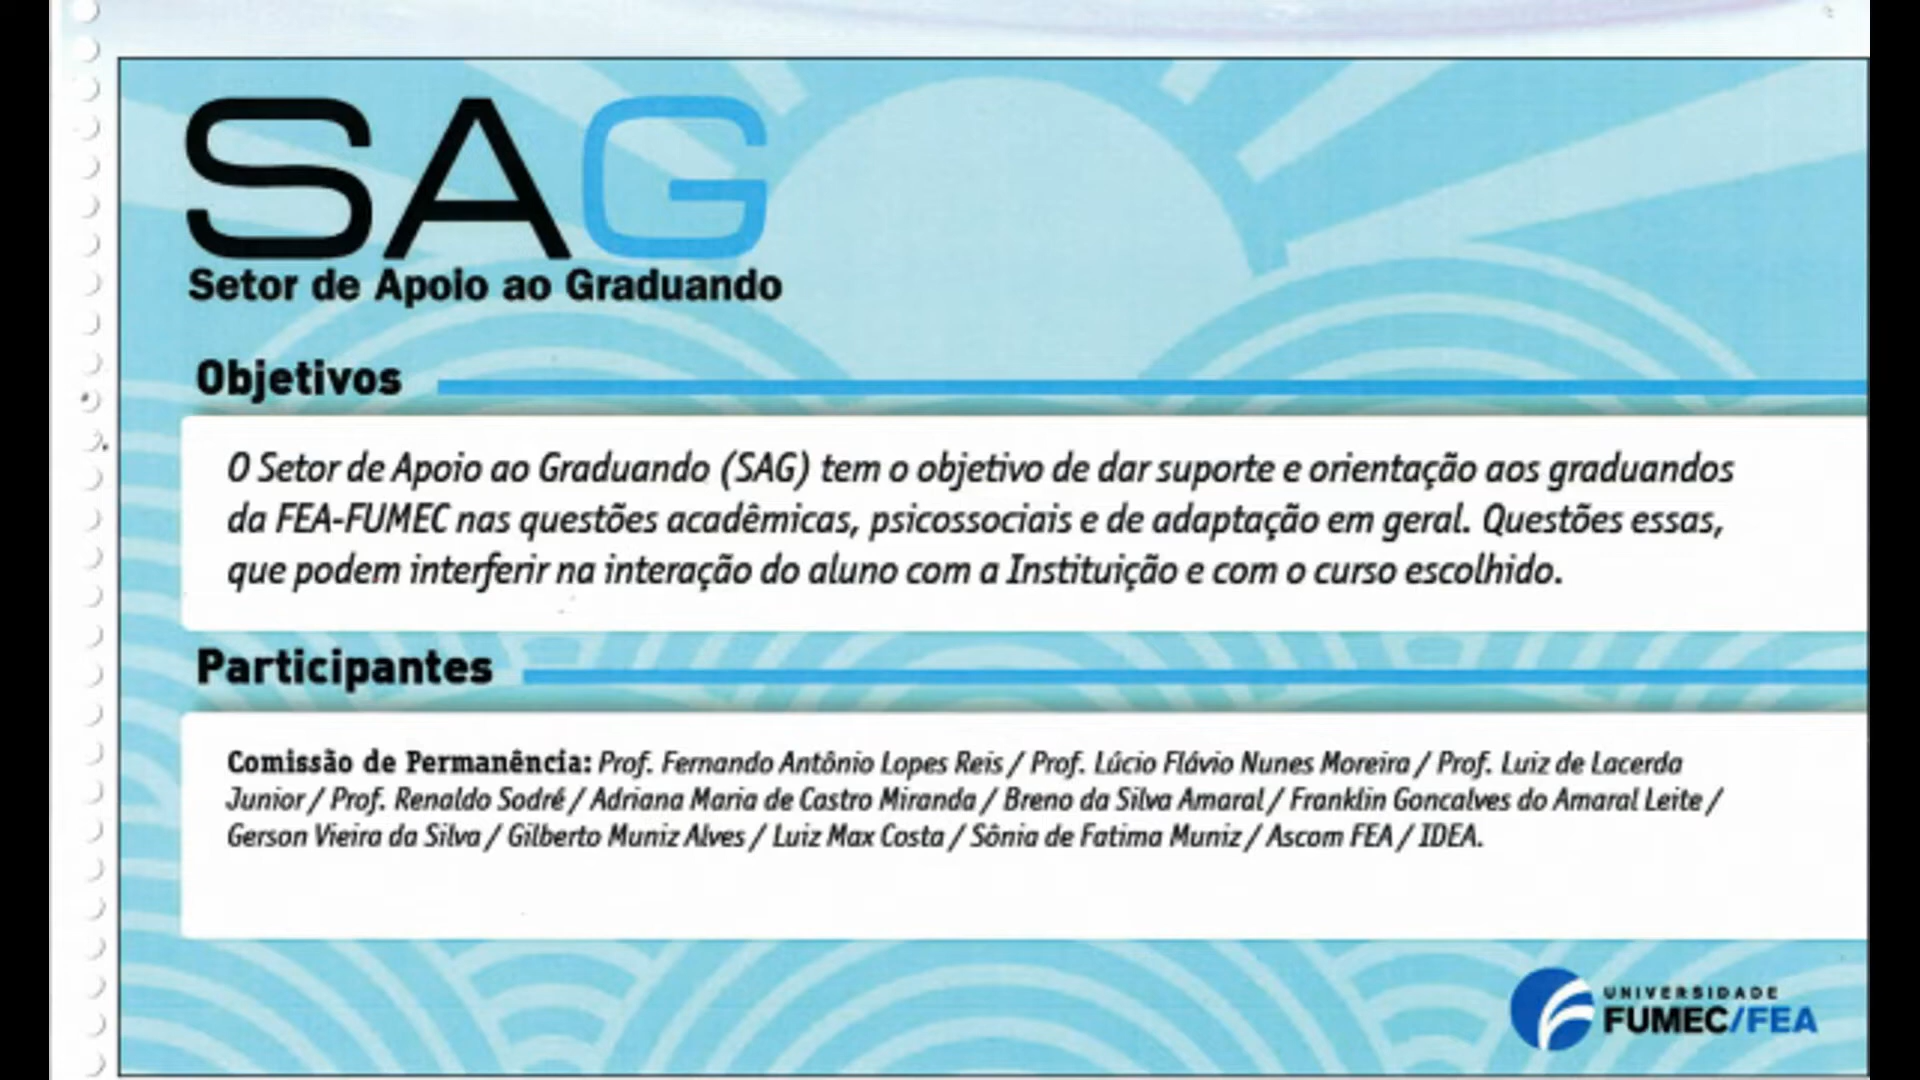 SAG
Setor de Apoio ao Graduando
Objetivos
O Setor de Apoio ao Graduando (SAG) tem o objetivo de dar suporte e orientação aos graduandos
da FEA-FUMEC nas questões acadêmicas, psicossociais e de adaptação em geral. Questões essas,
que podem interferir na interação do aluno com a Instituição e com o curso escolhido.
Participantes
Comissão de Permanência: Prof. Fernando Antônio Lopes Reis / Prof. Lúcio Flávio Nunes Moreira / Prof. Luiz de Lacerda
Junior / Prof. Renaldo Sodré / Adriana Maria de Castro Miranda / Breno da Silva Amaral / Franklin Goncalves do Amaral Leite /
Gerson Vieira da Silva / Gilberto Muniz Alves / Luiz Max Costa / Sônia de Fatima Muniz / Ascom FEA / IDEA.
UNIVERSIDADE
FUMEC/FEA